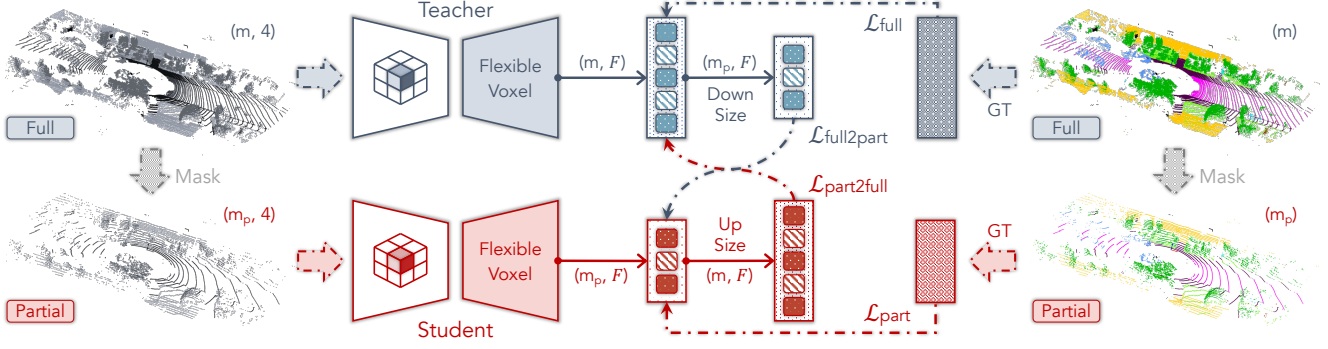 Teacher
(m, 4)
Full
Mask
Flexible
Voxel
(m, F)
(mₚ, F)
Down
Size
ℒfull
ℒfull2part
GT
(m)
Full
Mask
(mₚ, 4)
Partial
Flexible
Voxel
Student
(mₚ, F)
Up
Size
(m, F)
ℒpart2full
ℒpart
GT
(mₚ)
Partial